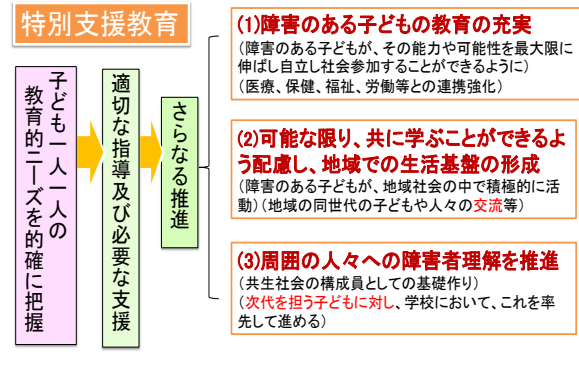 特別支援教育
子ども一人一人の
教育的ニーズを的確に把握
適切な指導及び必要な支援
さらなる推進
(1)障害のある子どもの教育の充実
(障害のある子どもが、その能力や可能性を最大限に
伸ばし自立し社会参加することができるように)
(医療、保健、福祉、労働等との連携強化)
(2)可能な限り、共に学ぶことができるよ
う配慮し、地域での生活基盤の形成
(障害のある子どもが、地域社会の中で積極的に活
動)(地域の同世代の子どもや人々の交流等)
(3)周囲の人々への障害者理解を推進
(共生社会の構成員としての基礎作り)
(次代を担う子どもに対し、学校において、これを率
先して進める)